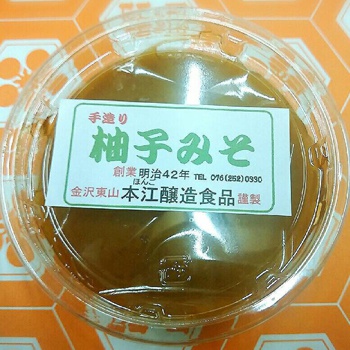 手造り
柚子みそ
創業 明治42年 TEL 076(252)0330
ほんご
金沢東山 本江醸造食品 謹製